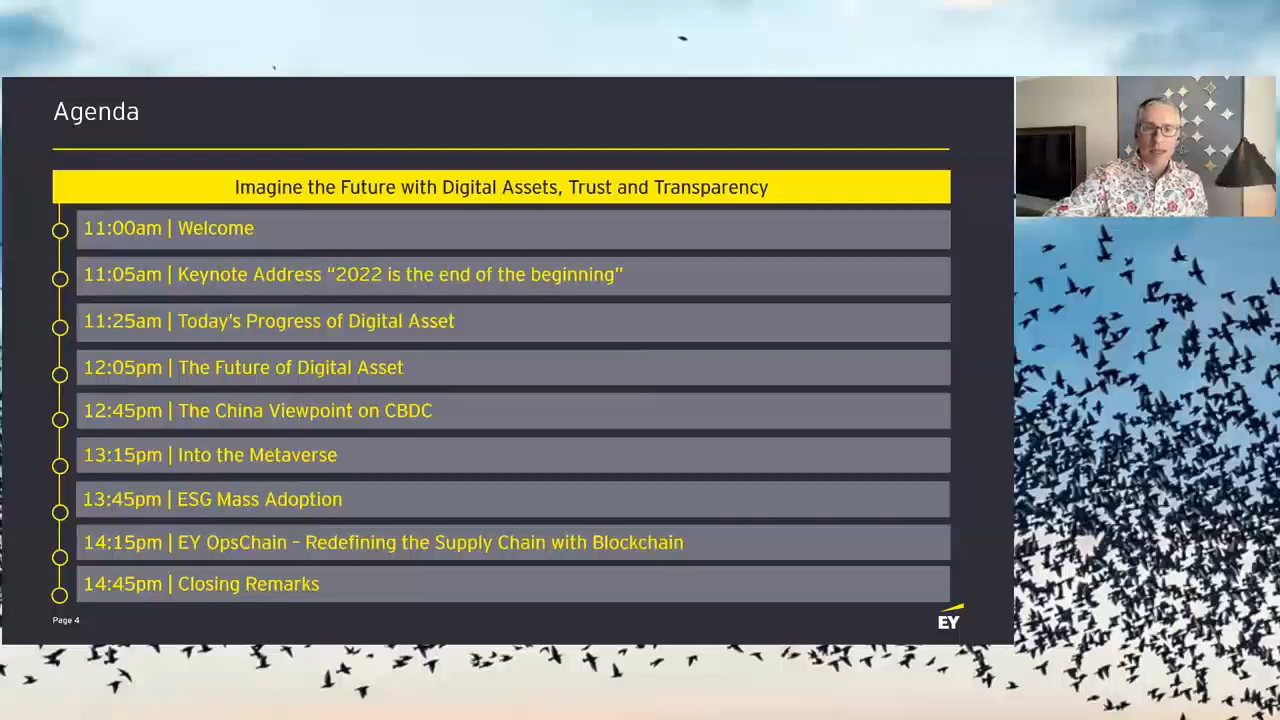 Agenda
Imagine the Future with Digital Assets, Trust and Transparency
11:00am | Welcome
11:05am | Keynote Address “2022 is the end of the beginning”
11:25am | Today’s Progress of Digital Asset
12:05pm | The Future of Digital Asset
12:45pm | The China Viewpoint on CBDC
13:15pm | Into the Metaverse
13:45pm | ESG Mass Adoption
14:15pm | EY OpsChain – Redefining the Supply Chain with Blockchain
14:45pm | Closing Remarks
Page 4
EY